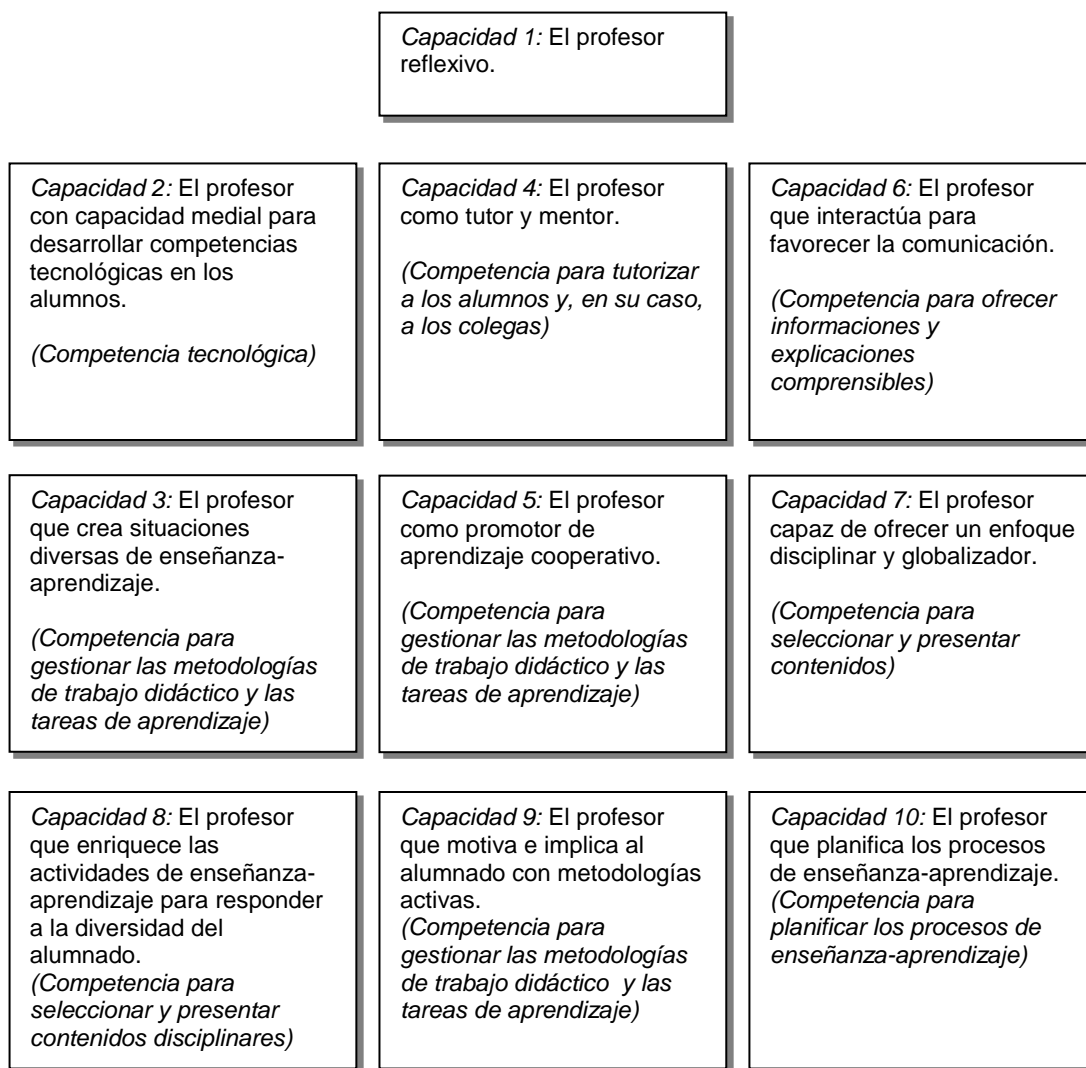 Capacidad 1: El profesor
reflexivo.
Capacidad 2: El profesor
con capacidad medial para
desarrollar competencias
tecnológicas en los
alumnos.
(Competencia tecnológica)
Capacidad 4: El profesor
como tutor y mentor.
(Competencia para tutorizar
a los alumnos y, en su caso,
a los colegas)
Capacidad 6: El profesor
que interactúa para
favorecer la comunicación.
(Competencia para ofrecer
informaciones y
explicaciones
comprensibles)
Capacidad 3: El profesor
que crea situaciones
diversas de enseñanza-
aprendizaje.
(Competencia para
gestionar las metodologías
de trabajo didáctico y las
tareas de aprendizaje)
Capacidad 5: El profesor
como promotor de
aprendizaje cooperativo.
(Competencia para
gestionar las metodologías
de trabajo didáctico y las
tareas de aprendizaje)
Capacidad 7: El profesor
capaz de ofrecer un enfoque
disciplinar y globalizador.
(Competencia para
seleccionar y presentar
contenidos)
Capacidad 8: El profesor
que enriquece las
actividades de enseñanza-
aprendizaje para responder
a la diversidad del
alumnado.
(Competencia para
seleccionar y presentar
contenidos disciplinares)
Capacidad 9: El profesor
que motiva e implica al
alumnado con metodologías
activas.
(Competencia para
gestionar las metodologías
de trabajo didáctico y las
tareas de aprendizaje)
Capacidad 10: El profesor
que planifica los procesos
de enseñanza-aprendizaje.
(Competencia para
planificar los procesos de
enseñanza-aprendizaje)